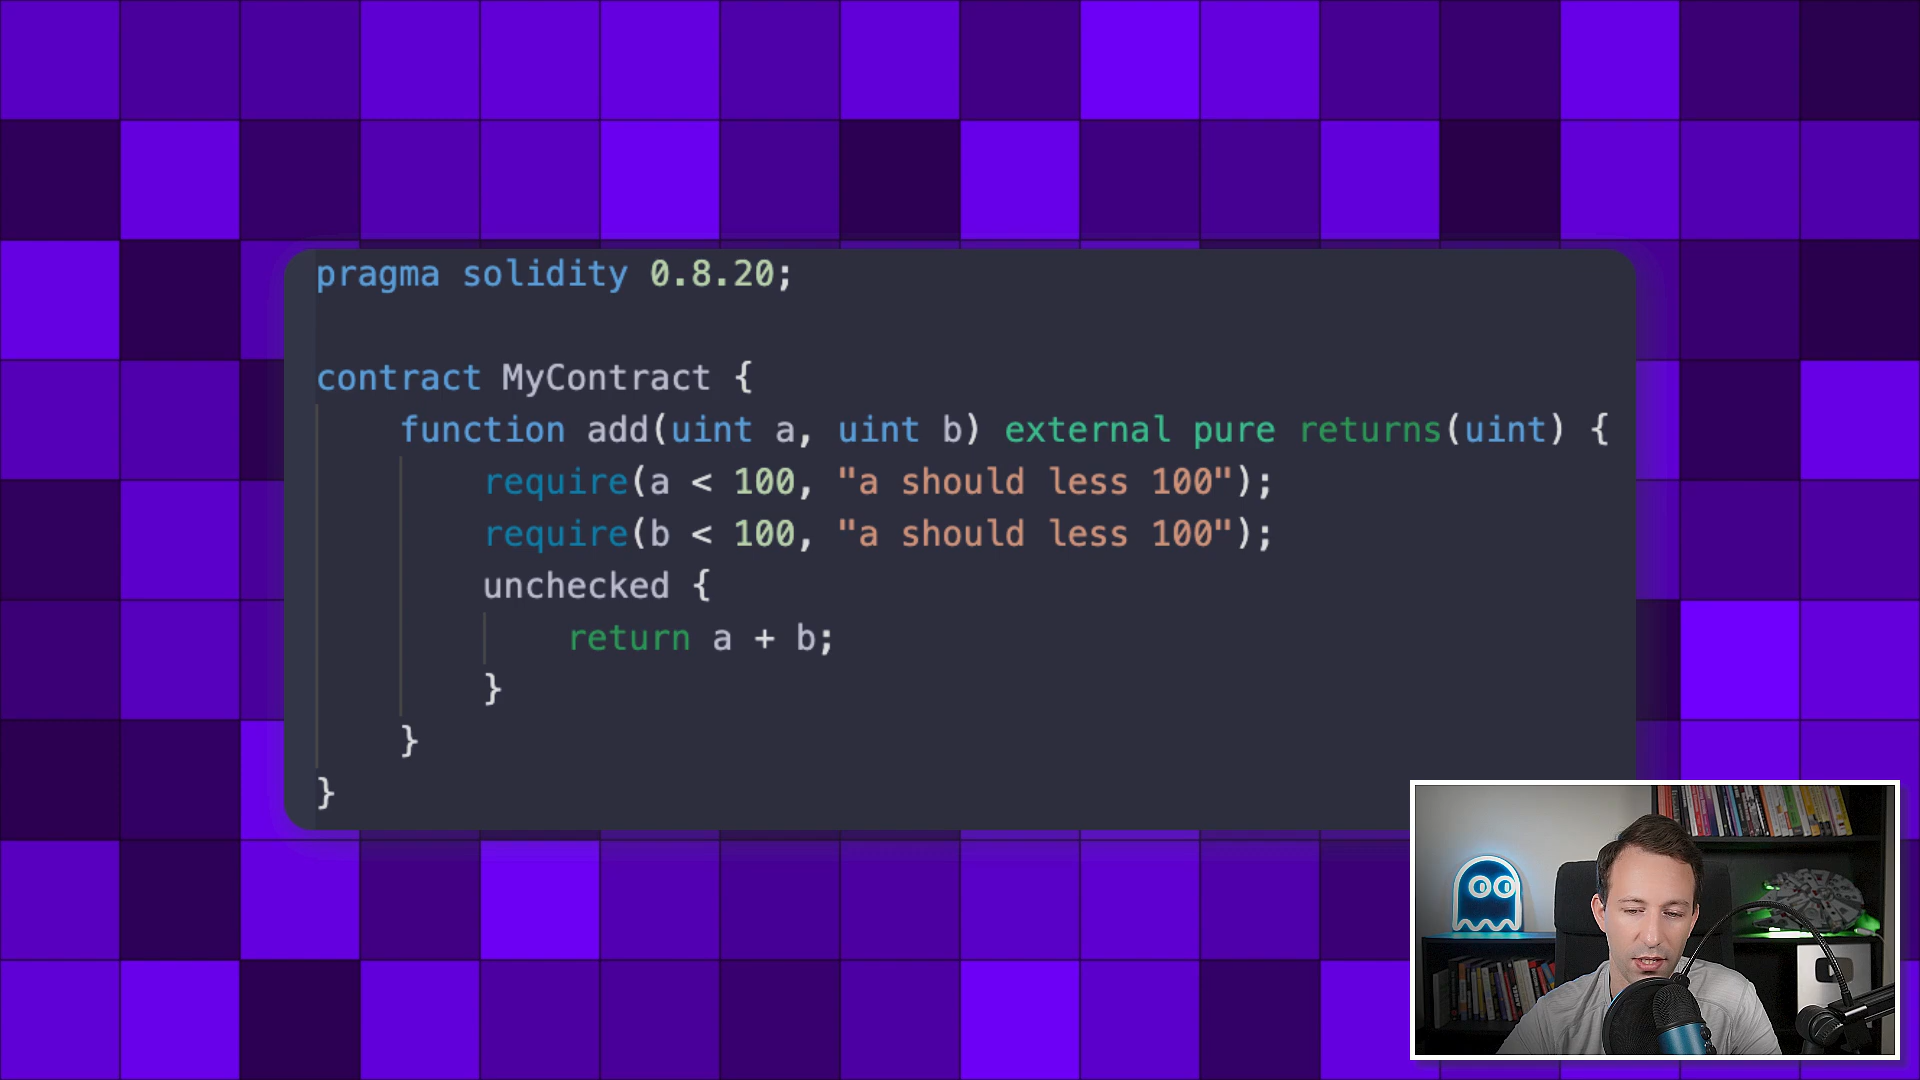 pragma solidity 0.8.20;
contract MyContract {
function add(uint a, uint b) external pure returns(uint) {
require(a < 100, "a should less 100");
require(b < 100, "a should less 100");
unchecked {
return a + b;
}
}
}